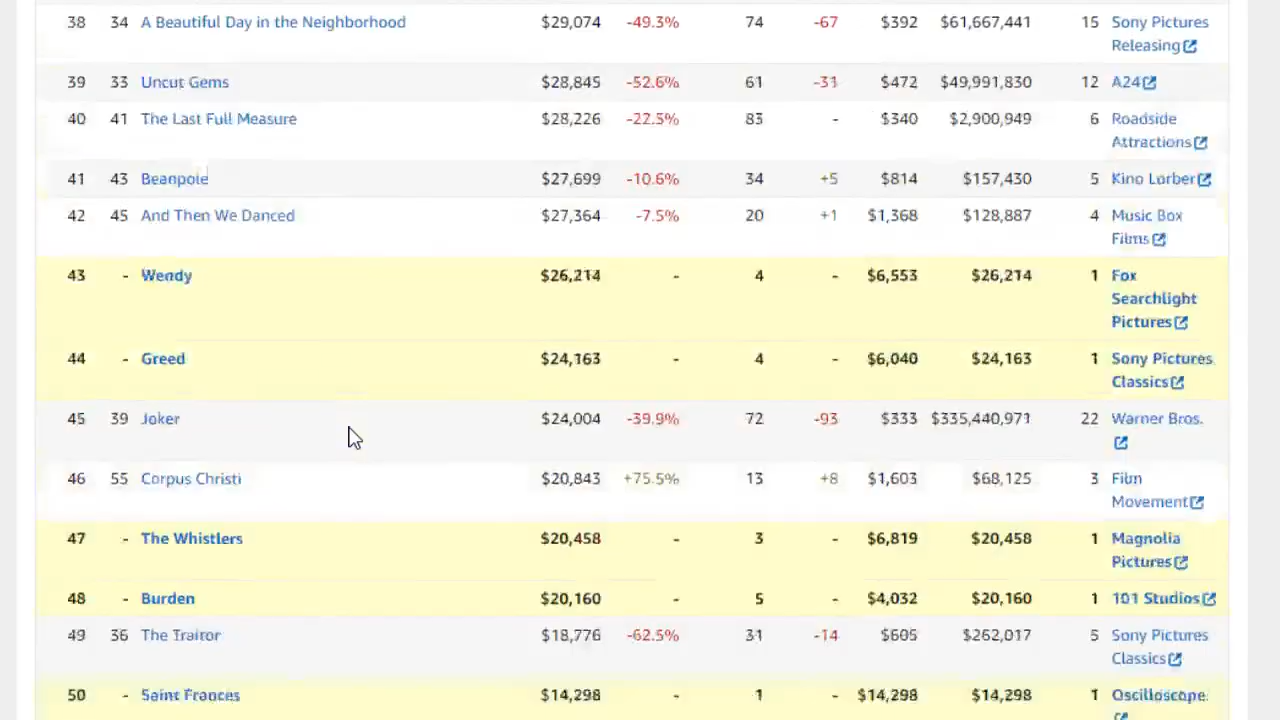 38 34 A Beautiful Day in the Neighborhood $29,074 -49.3% 74 -67 $392 $61,667,441 15 Sony Pictures
Releasing
39 33 Uncut Gems $28,845 -52.6% 61 -31 $472 $49,991,830 12 A24
40 41 The Last Full Measure $28,226 -22.5% 83 - $340 $2,900,949 6 Roadside
Attractions
41 43 Beanpole $27,699 -10.6% 34 +5 $814 $157,430 5 Kino Lorber
42 45 And Then We Danced $27,364 -7.5% 20 +1 $1,368 $128,887 4 Music Box
Films
43 - Wendy $26,214 - 4 - $6,553 $26,214 1 Fox
Searchlight
Pictures
44 - Greed $24,163 - 4 - $6,040 $24,163 1 Sony Pictures
Classics
45 39 Joker $24,004 -39.9% 72 -93 $333 $335,440,971 22 Warner Bros.
46 55 Corpus Christi $20,843 +75.5% 13 +8 $1,603 $68,125 3 Film
Movement
47 - The Whistlers $20,458 - 3 - $6,819 $20,458 1 Magnolia
Pictures
48 - Burden $20,160 - 5 - $4,032 $20,160 1 101 Studios
49 36 The Traitor $18,776 -62.5% 31 -14 $605 $262,017 5 Sony Pictures
Classics
50 - Saint Frances $14,298 - 1 - $14,298 $14,298 1 Oscilloscope